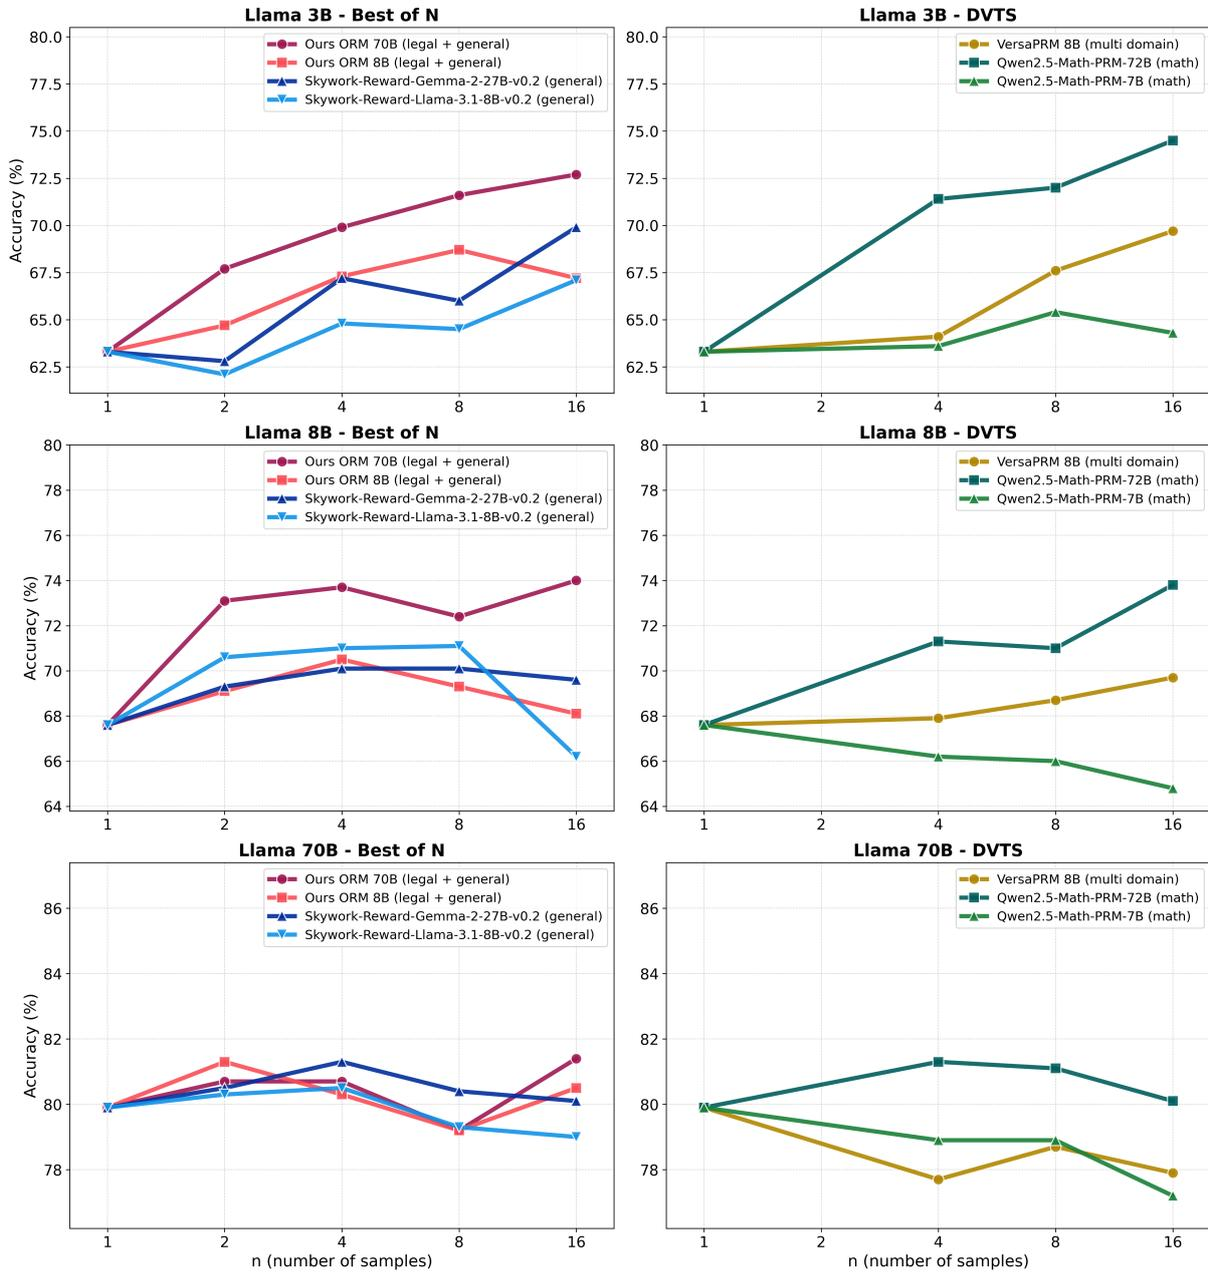 Llama 3B - Best of N
80.0
77.5
75.0
72.5
70.0
67.5
65.0
62.5
Accuracy (%)
Ours ORM 70B (legal + general)
Ours ORM 8B (legal + general)
Skywork-Reward-Gemma-2-27B-v0.2 (general)
Skywork-Reward-Llama-3.1-8B-v0.2 (general)
1 2 4 8 16
Llama 3B - DVTS
80.0
77.5
75.0
72.5
70.0
67.5
65.0
62.5
VersaPRM 8B (multi domain)
Qwen2.5-Math-PRM-72B (math)
Qwen2.5-Math-PRM-7B (math)
1 2 4 8 16
Llama 8B - Best of N
80
78
76
74
72
70
68
66
64
Accuracy (%)
Ours ORM 70B (legal + general)
Ours ORM 8B (legal + general)
Skywork-Reward-Gemma-2-27B-v0.2 (general)
Skywork-Reward-Llama-3.1-8B-v0.2 (general)
1 2 4 8 16
Llama 8B - DVTS
80
78
76
74
72
70
68
66
64
VersaPRM 8B (multi domain)
Qwen2.5-Math-PRM-72B (math)
Qwen2.5-Math-PRM-7B (math)
1 2 4 8 16
Llama 70B - Best of N
86
84
82
80
78
Accuracy (%)
Ours ORM 70B (legal + general)
Ours ORM 8B (legal + general)
Skywork-Reward-Gemma-2-27B-v0.2 (general)
Skywork-Reward-Llama-3.1-8B-v0.2 (general)
1 2 4 8 16
n (number of samples)
Llama 70B - DVTS
86
84
82
80
78
VersaPRM 8B (multi domain)
Qwen2.5-Math-PRM-72B (math)
Qwen2.5-Math-PRM-7B (math)
1 2 4 8 16
n (number of samples)